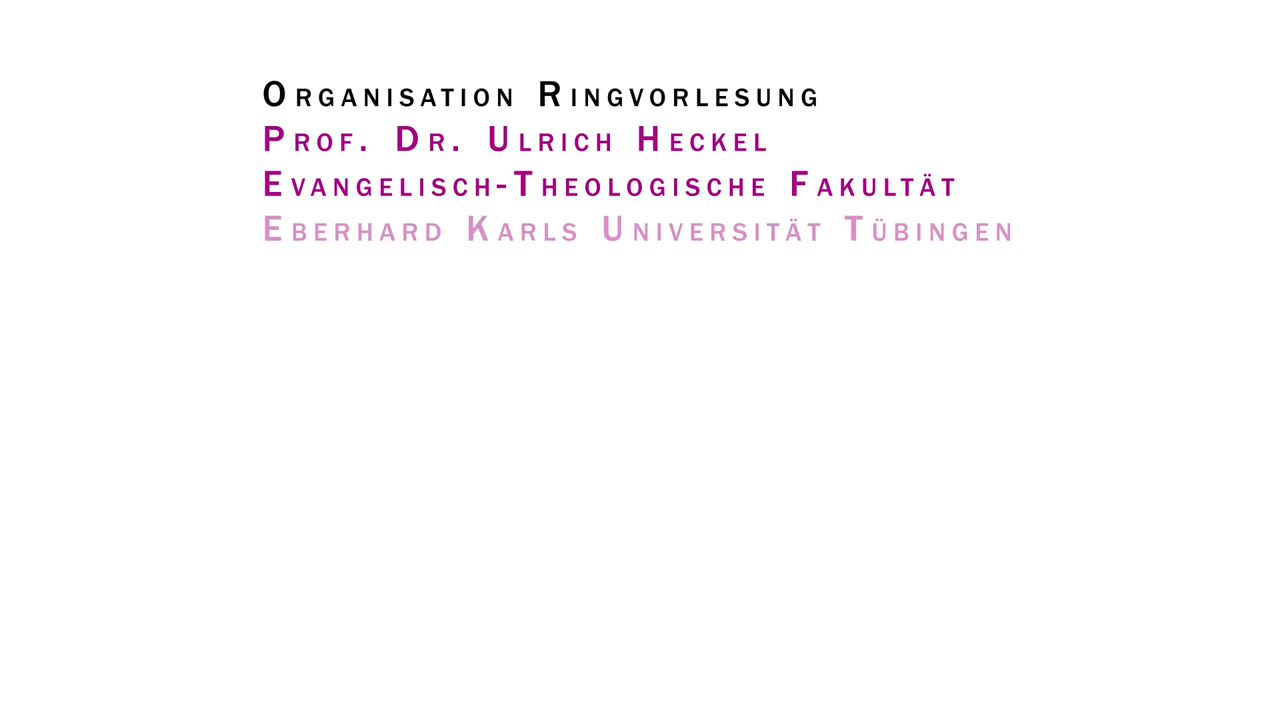 Organisation Ringvorlesung
Prof. Dr. Ulrich Heckel
Evangelisch-Theologische Fakultät
Eberhard Karls Universität Tübingen